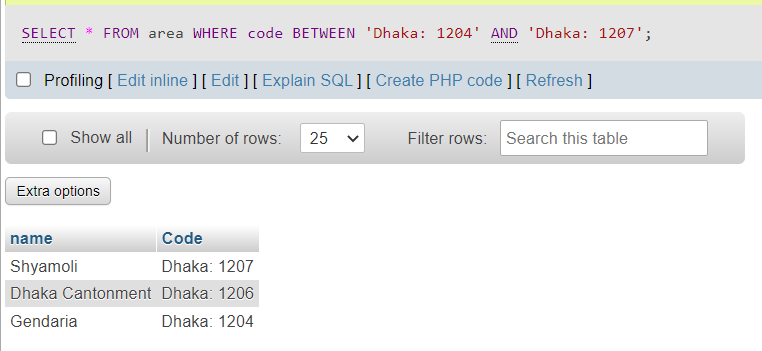 SELECT * FROM area WHERE code BETWEEN 'Dhaka: 1204' AND 'Dhaka: 1207';
Profiling [ Edit inline ] [ Edit ] [ Explain SQL ] [ Create PHP code ] [ Refresh ]
Show all Number of rows: 25 Filter rows: Search this table
Extra options
name Code
Shyamoli Dhaka: 1207
Dhaka Cantonment Dhaka: 1206
Gendaria Dhaka: 1204